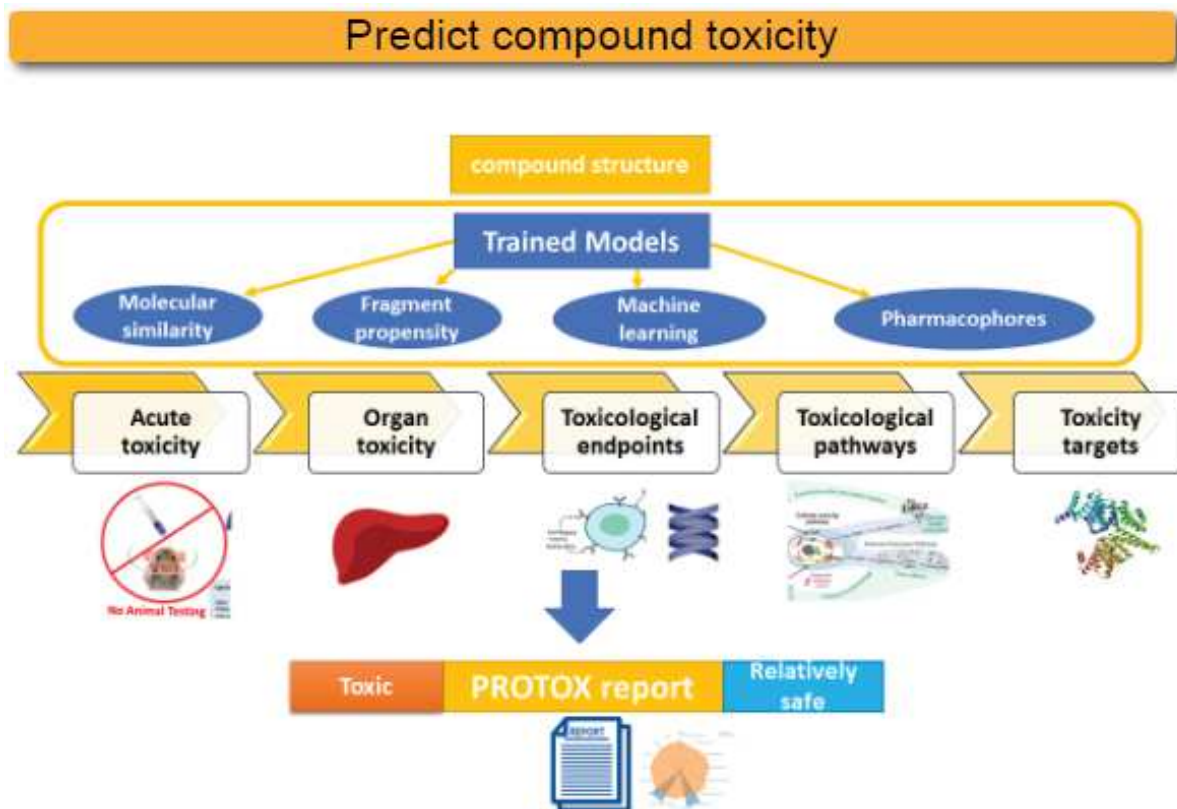 Predict compound toxicity
compound structure
Trained Models
Molecular
similarity
Fragment
propensity
Machine
learning
Pharmacophores
Acute
toxicity
Organ
toxicity
Toxicological
endpoints
Toxicological
pathways
Toxicity
targets
No Animal Testing
Toxic
PROTOX report
Relatively
safe
REPORT